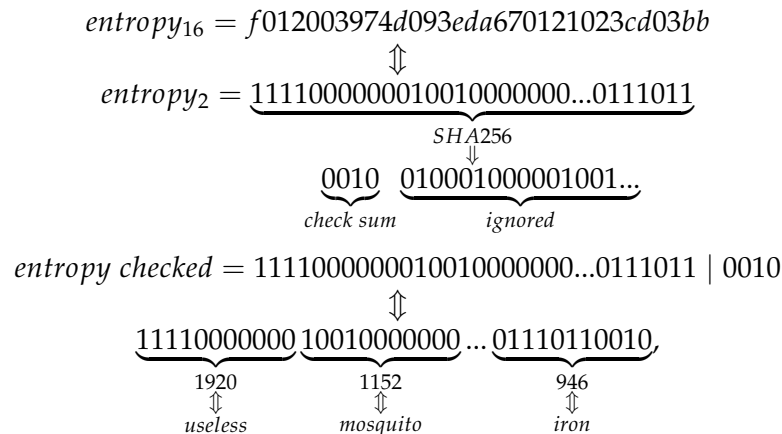 entropy₁₆ = f012003974d093eda670121023cd03bb
⇕
entropy₂ = 1111000000010010000000...0111011
SHA256
⇓
0010 010001000001001...
check sum ignored
entropy checked = 1111000000010010000000...0111011 | 0010
⇕
11110000000 10010000000 ... 01110110010,
1920 1152 946
⇕ ⇕ ⇕
useless mosquito iron